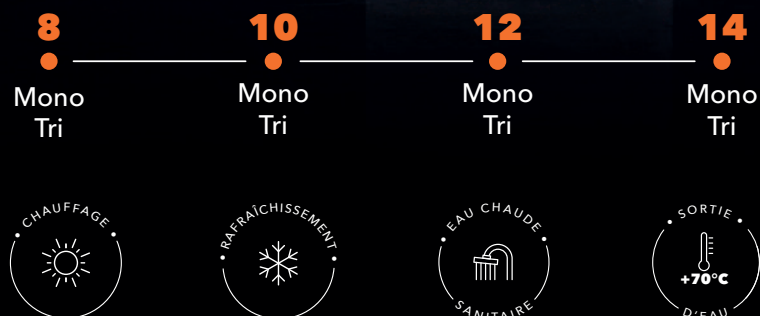 8 10 12 14
Mono Mono Mono Mono
Tri Tri Tri Tri
CHAUFFAGE
RAFRAÎCHISSEMENT
EAU CHAUDE
SANITAIRE
SORTIE
+70°C
D'EAU